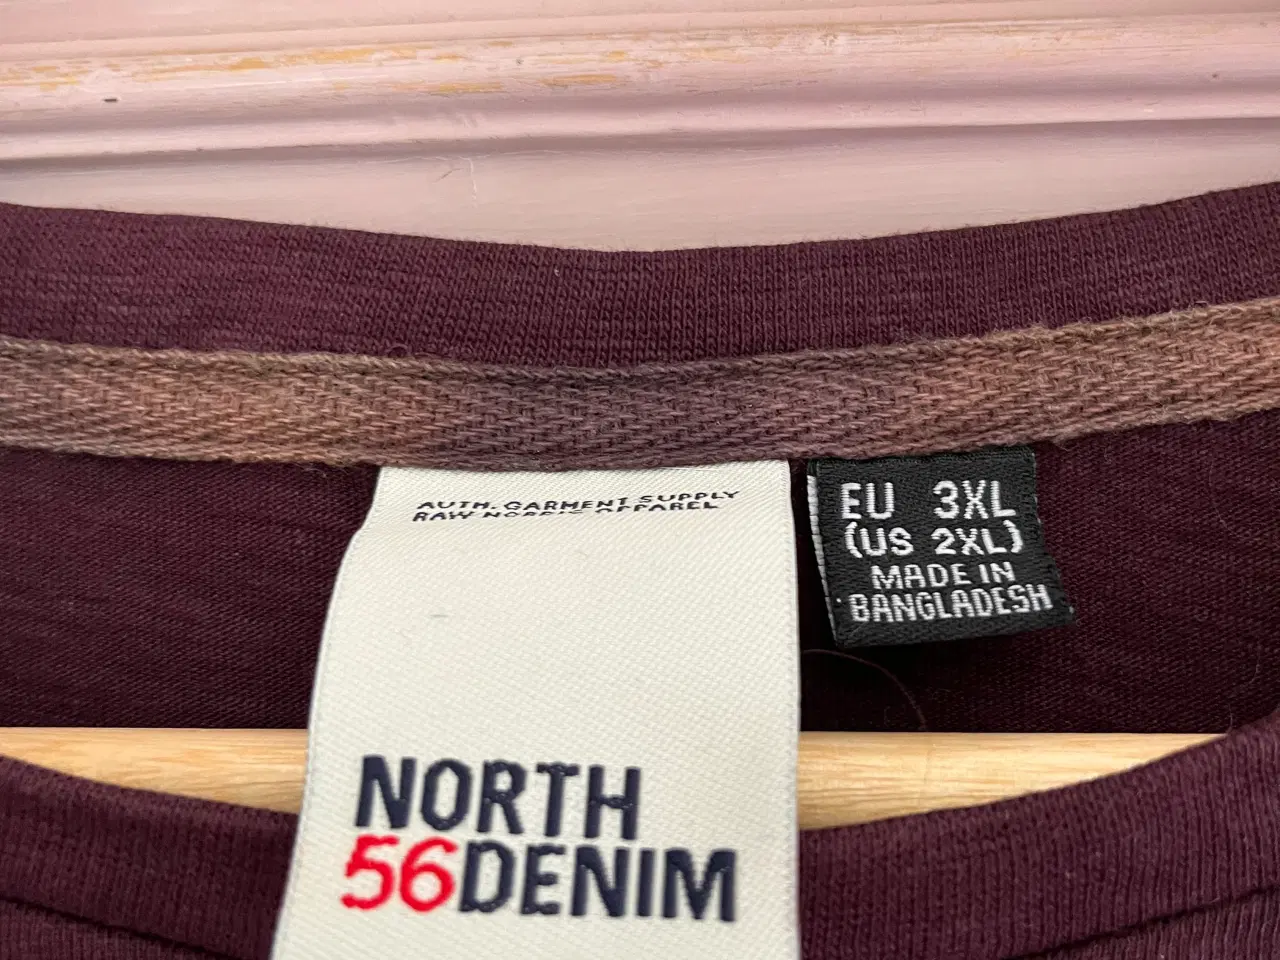 AUTH. GARMENT SUPPLY
RAW NORDIC APPAREL
NORTH
56DENIM
EU 3XL
(US 2XL)
MADE IN
BANGLADESH